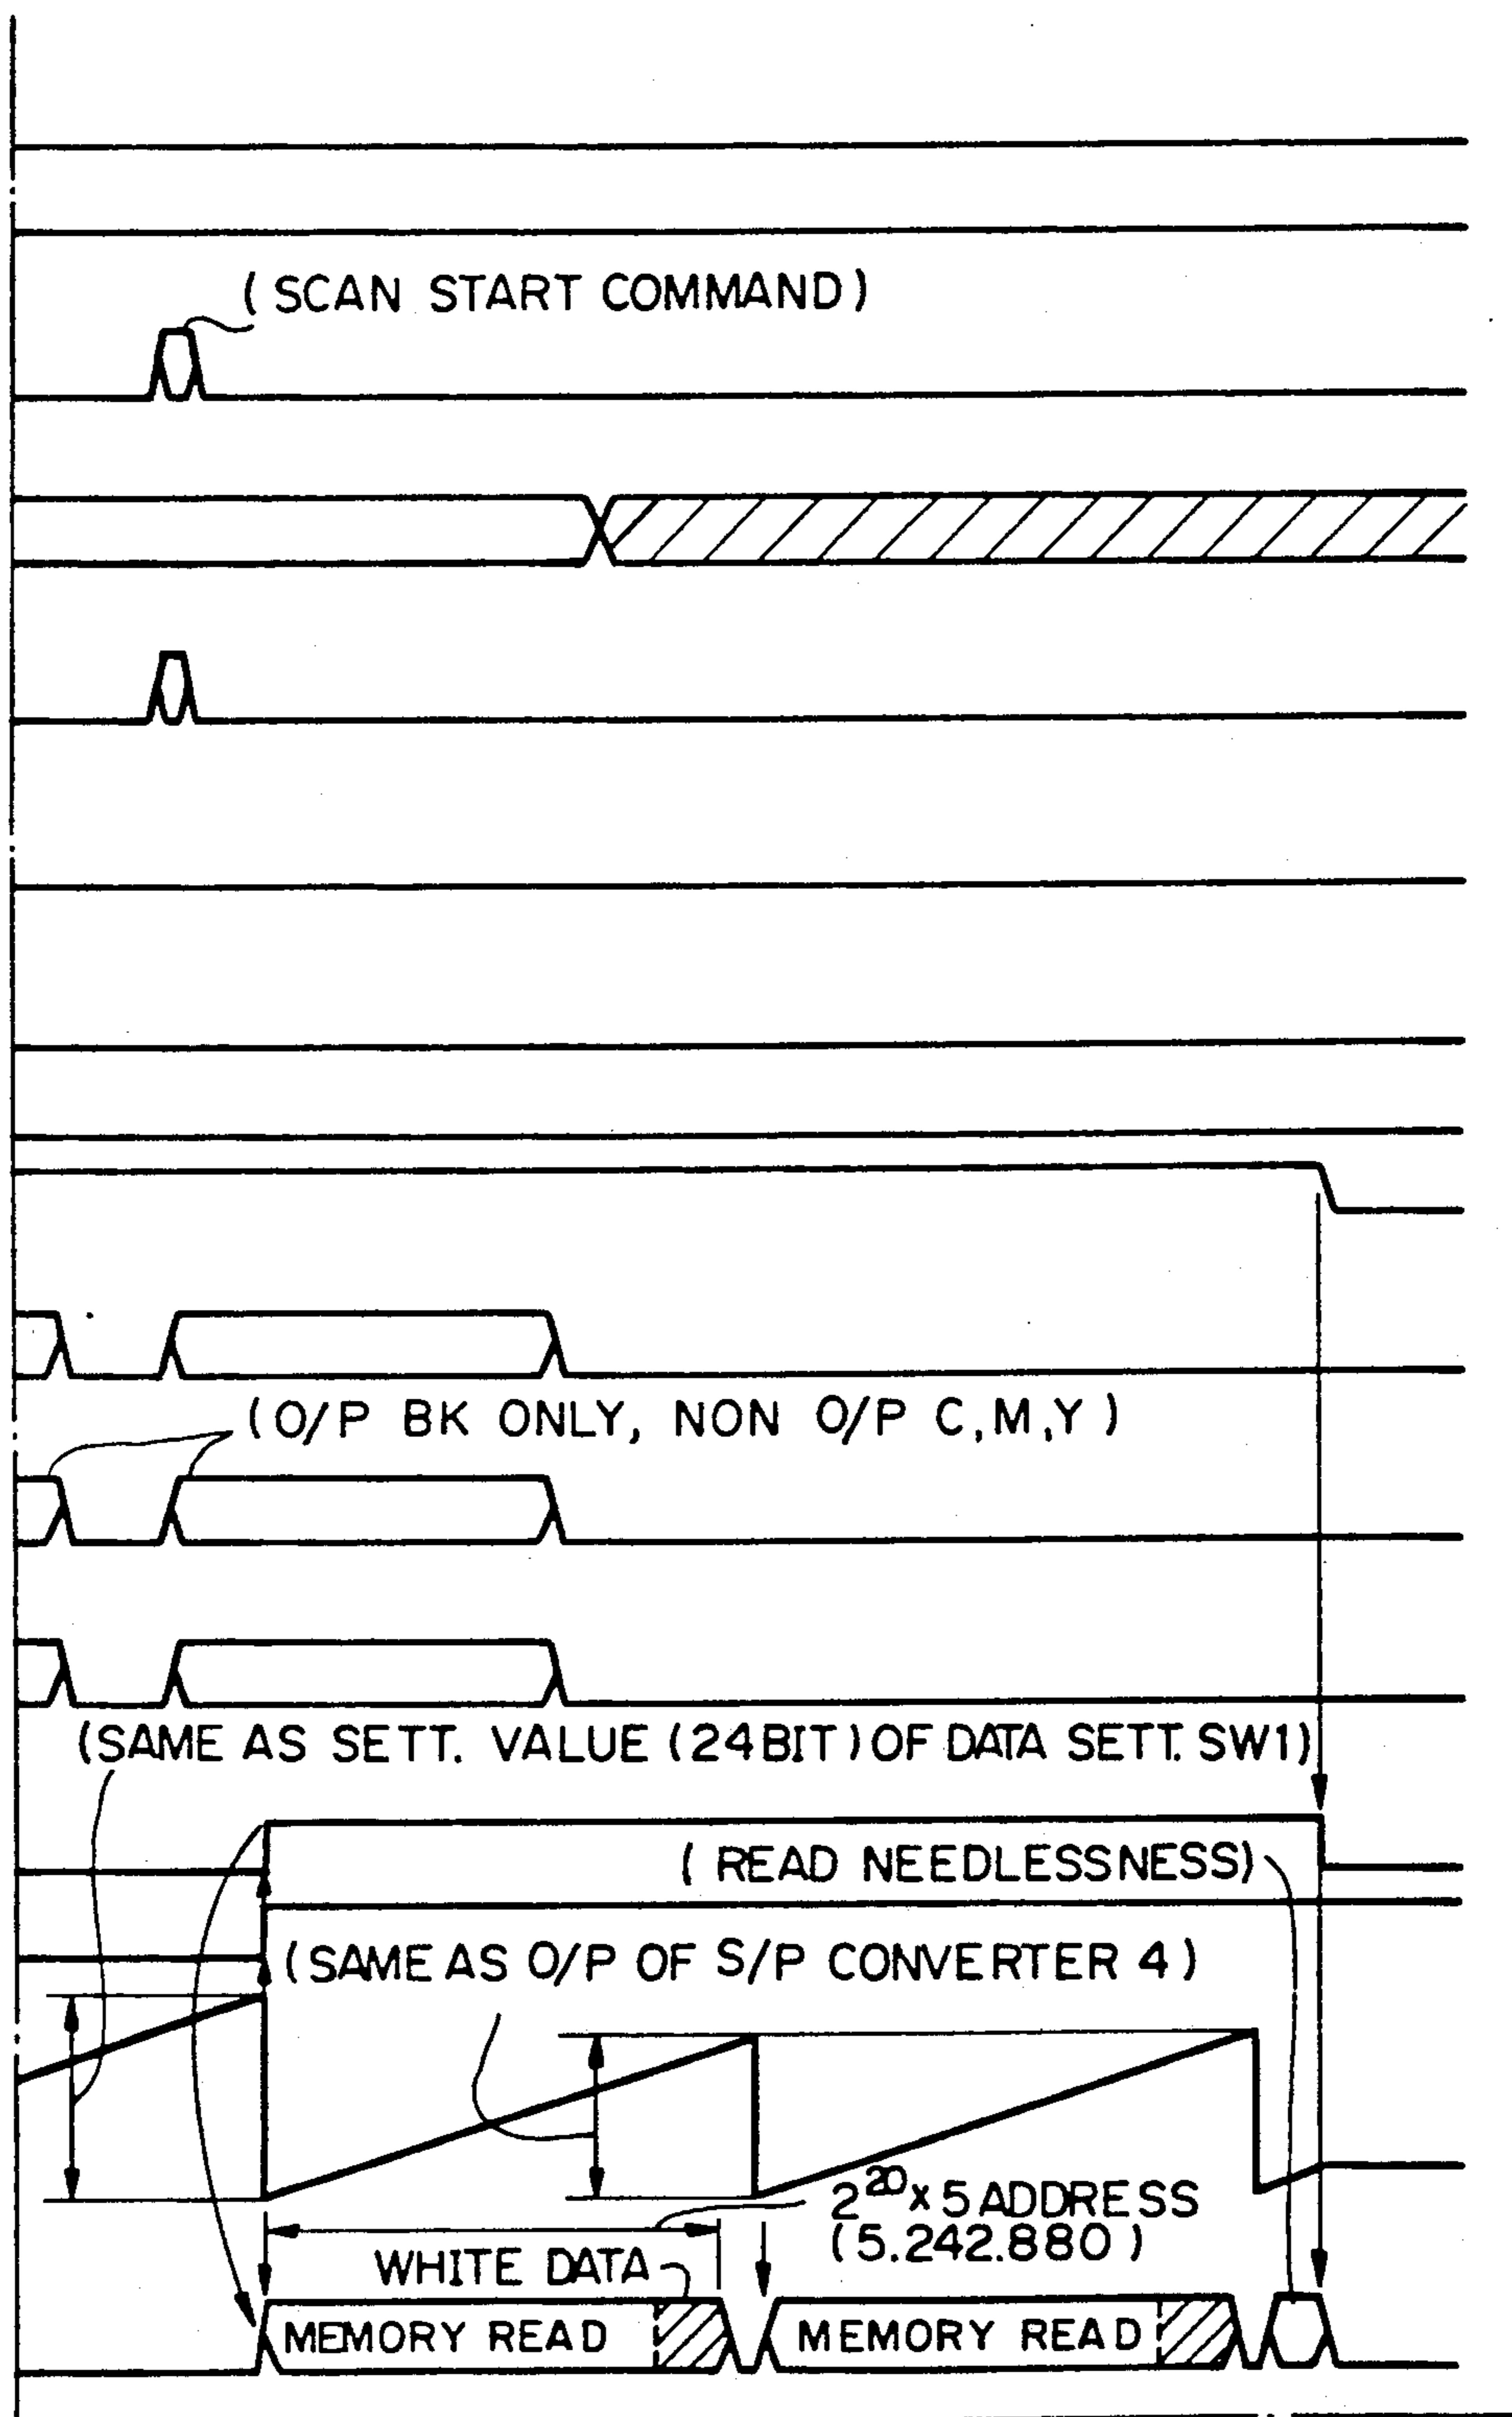 (SCAN START COMMAND)
(O/P BK ONLY, NON O/P C,M,Y)
(SAME AS SETT. VALUE (24BIT) OF DATA SETT. SW1)
(READ NEEDLESSNESS)
(SAME AS O/P OF S/P CONVERTER 4)
2²⁰x5 ADDRESS
(5.242.880)
WHITE DATA
MEMORY READ MEMORY READ